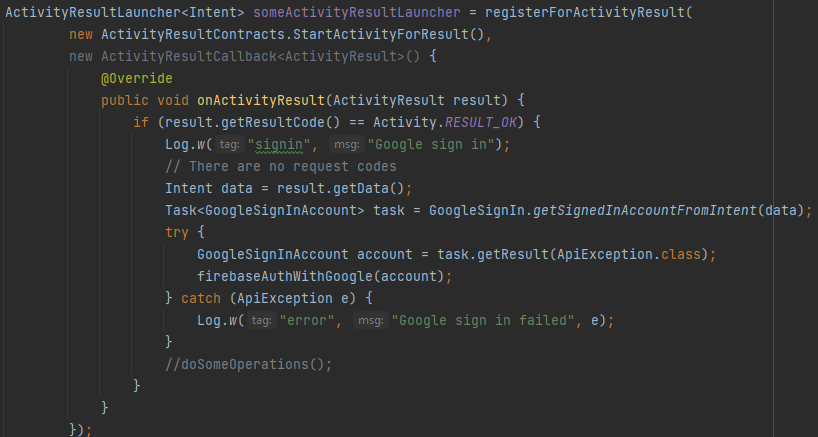 ActivityResultLauncher<Intent> someActivityResultLauncher = registerForActivityResult(
new ActivityResultContracts.StartActivityForResult(),
new ActivityResultCallback<ActivityResult>() {
@Override
public void onActivityResult(ActivityResult result) {
if (result.getResultCode() == Activity.RESULT_OK) {
Log.w( tag: "signin", msg: "Google sign in");
// There are no request codes
Intent data = result.getData();
Task<GoogleSignInAccount> task = GoogleSignIn.getSignedInAccountFromIntent(data);
try {
GoogleSignInAccount account = task.getResult(ApiException.class);
firebaseAuthWithGoogle(account);
} catch (ApiException e) {
Log.w( tag: "error", msg: "Google sign in failed", e);
}
//doSomeOperations();
}
}
});